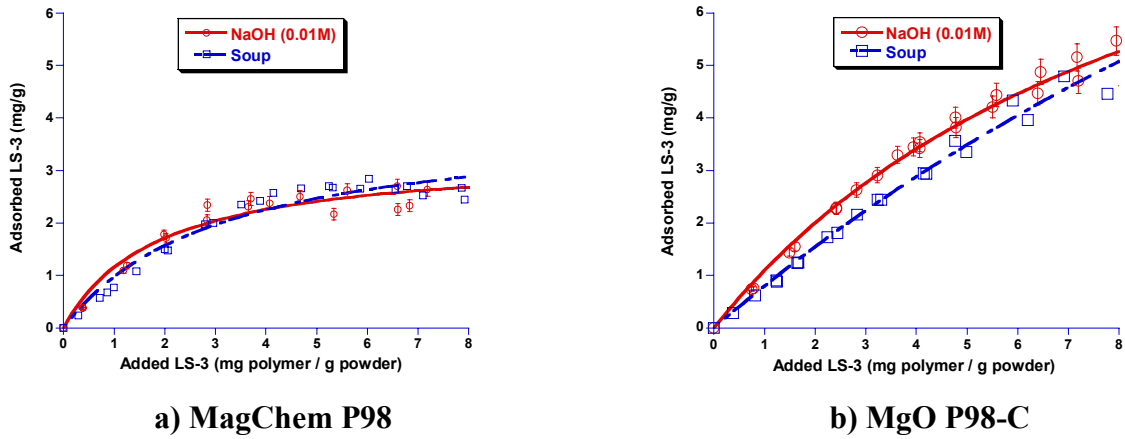 6
5
4
3
2
1
0
Adsorbed LS-3 (mg/g)
NaOH (0.01M)
Soup
0 1 2 3 4 5 6 7 8
Added LS-3 (mg polymer / g powder)
a) MagChem P98
6
5
4
3
2
1
0
Adsorbed LS-3 (mg/g)
NaOH (0.01M)
Soup
0 1 2 3 4 5 6 7 8
Added LS-3 (mg polymer / g powder)
b) MgO P98-C